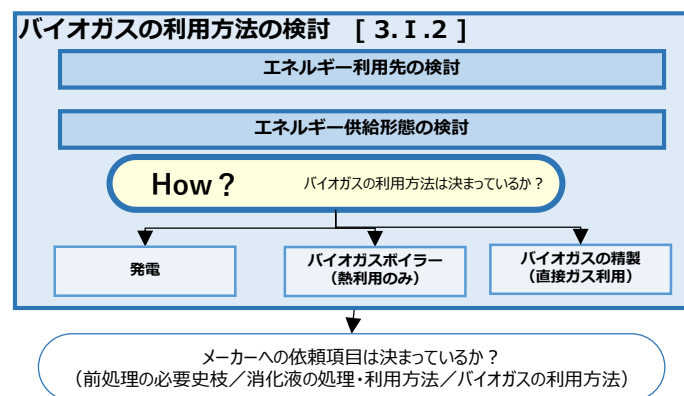 バイオガスの利用方法の検討 [ 3.Ⅰ.2 ]
エネルギー利用先の検討
エネルギー供給形態の検討
How？ バイオガスの利用方法は決まっているか？
発電
バイオガスボイラー
（熱利用のみ）
バイオガスの精製
（直接ガス利用）
メーカーへの依頼項目は決まっているか？
（前処理の必要史枝／消化液の処理・利用方法／バイオガスの利用方法）